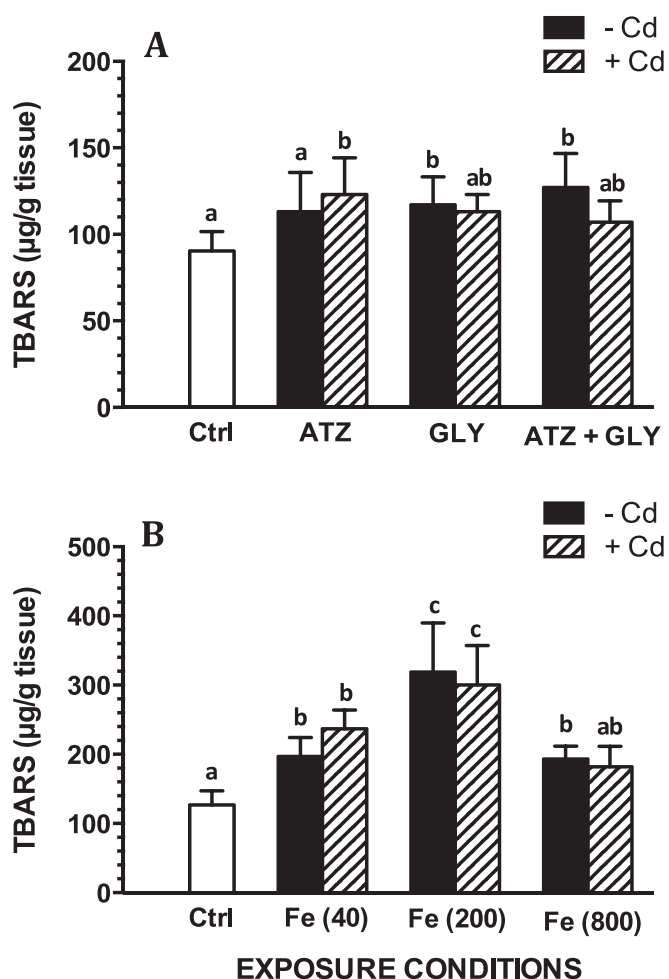 A
- Cd
+ Cd
TBARS (µg/g tissue)
200
150
100
50
0
a
a
b
b
ab
b
ab
Ctrl
ATZ
GLY
ATZ + GLY
B
- Cd
+ Cd
TBARS (µg/g tissue)
500
400
300
200
100
0
a
b
b
c
c
b
ab
Ctrl
Fe (40)
Fe (200)
Fe (800)
EXPOSURE CONDITIONS